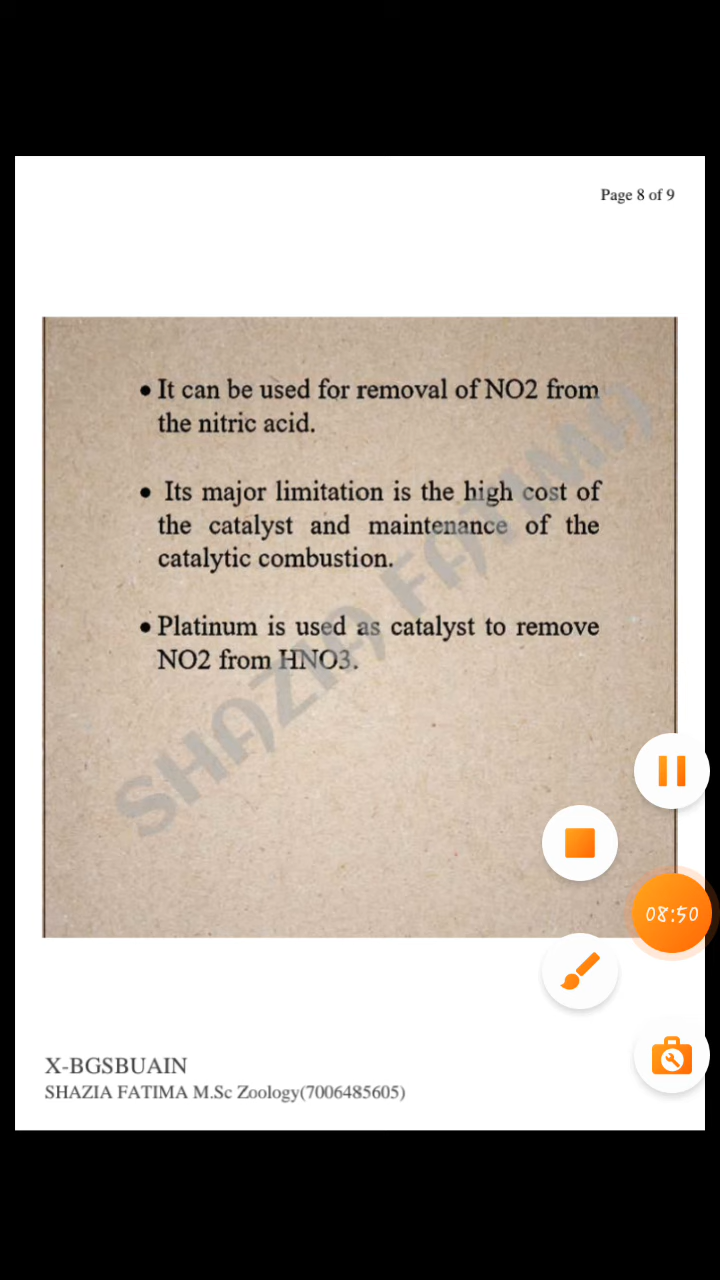 Page 8 of 9
• It can be used for removal of NO2 from
the nitric acid.
• Its major limitation is the high cost of
the catalyst and maintenance of the
catalytic combustion.
• Platinum is used as catalyst to remove
NO2 from HNO3.
SHAZIA FATIMA
08:50
X-BGSBUAIN
SHAZIA FATIMA M.Sc Zoology(7006485605)